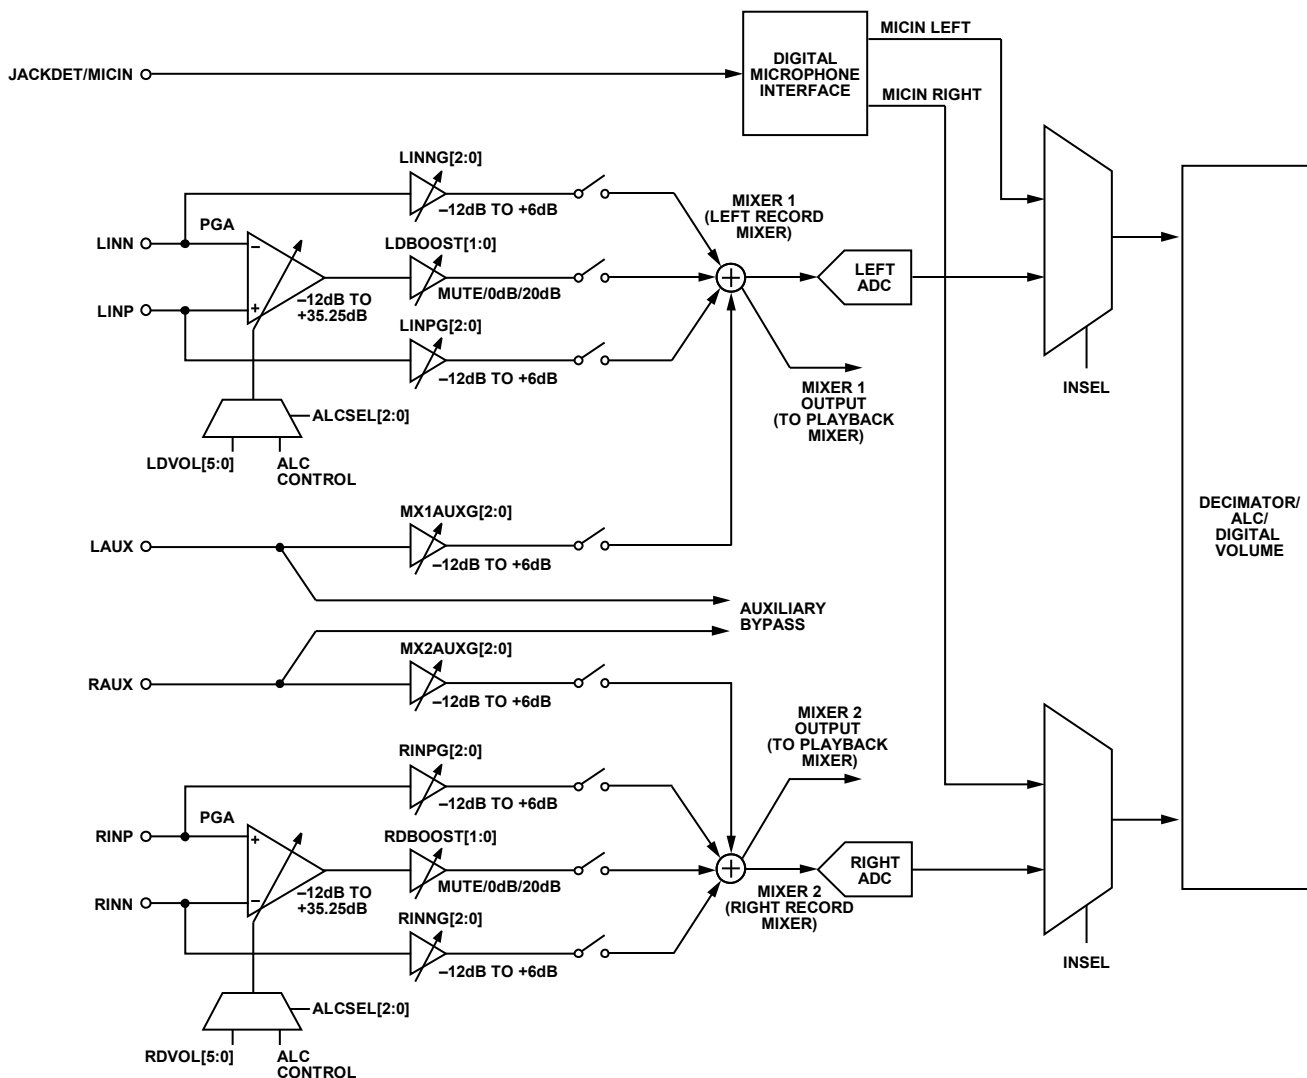 MICIN LEFT
JACKDET/MICIN
DIGITAL
MICROPHONE
INTERFACE
MICIN RIGHT
LINNG[2:0]
–12dB TO +6dB
PGA
LINN
–
LINP
+
–12dB TO
+35.25dB
LDBOOST[1:0]
MUTE/0dB/20dB
LINPG[2:0]
–12dB TO +6dB
ALCSEL[2:0]
LDVOL[5:0]
ALC
CONTROL
MIXER 1
(LEFT RECORD
MIXER)
+
LEFT
ADC
MIXER 1
OUTPUT
(TO PLAYBACK
MIXER)
INSEL
DECIMATOR/
ALC/
DIGITAL
VOLUME
MX1AUXG[2:0]
LAUX
–12dB TO +6dB
AUXILIARY
BYPASS
MX2AUXG[2:0]
RAUX
–12dB TO +6dB
MIXER 2
OUTPUT
(TO PLAYBACK
MIXER)
RINPG[2:0]
–12dB TO +6dB
PGA
RINP
+
RINN
–
–12dB TO
+35.25dB
RDBOOST[1:0]
MUTE/0dB/20dB
RINNG[2:0]
–12dB TO +6dB
+
MIXER 2
(RIGHT RECORD
MIXER)
RIGHT
ADC
INSEL
ALCSEL[2:0]
RDVOL[5:0]
ALC
CONTROL